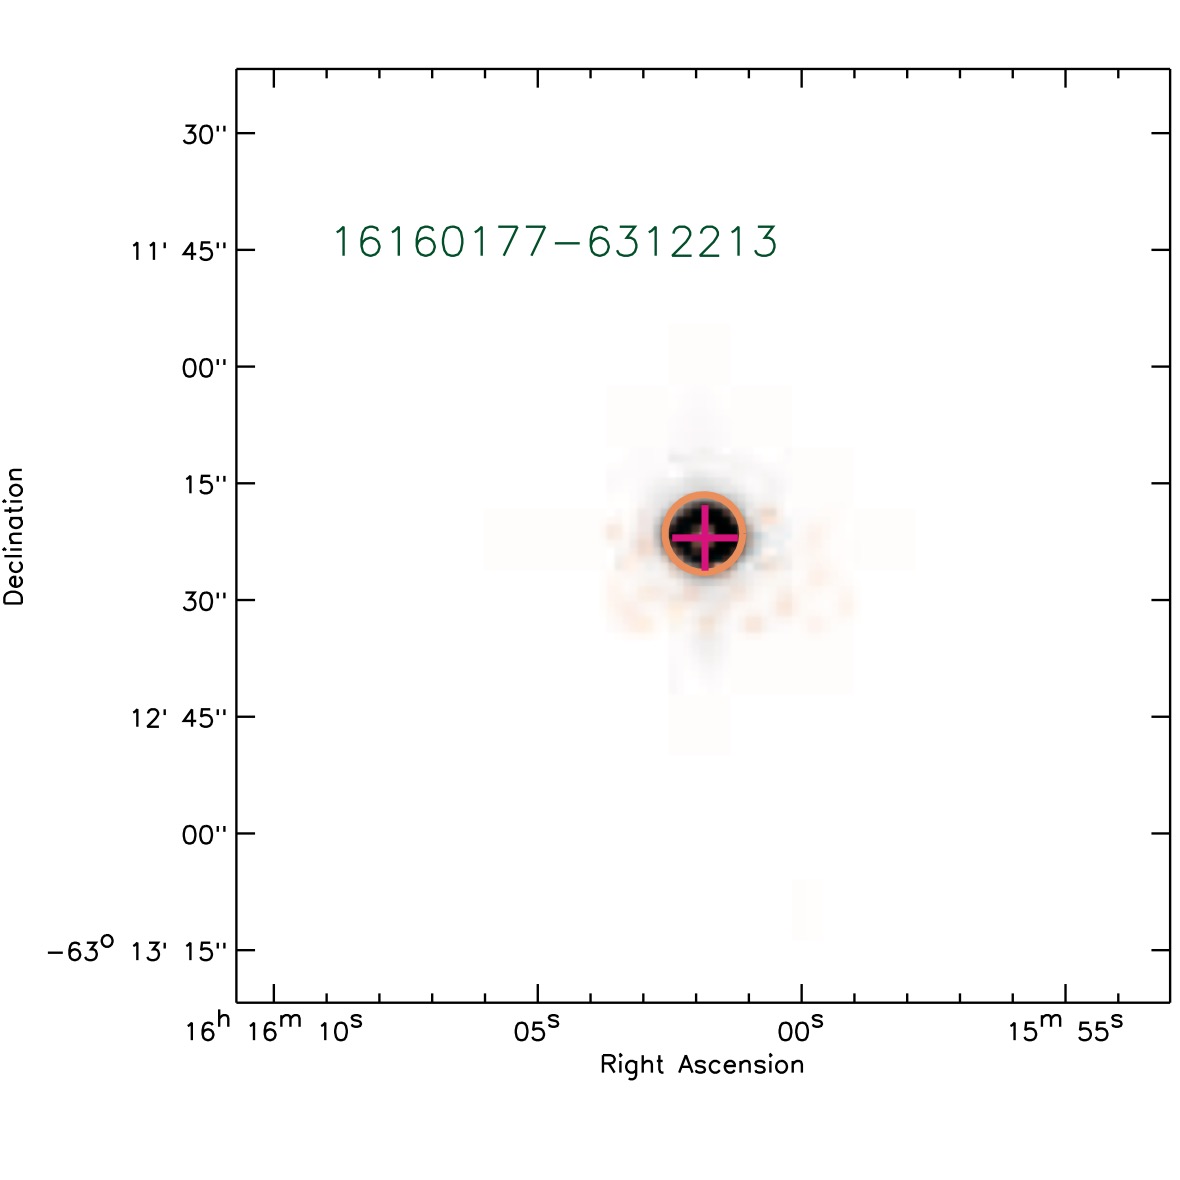 30''
16160177-6312213
11' 45''
00''
15''
Declination
30''
12' 45''
00''
-63° 13' 15''
16h 16m 10s 05s 00s 15m 55s
Right Ascension